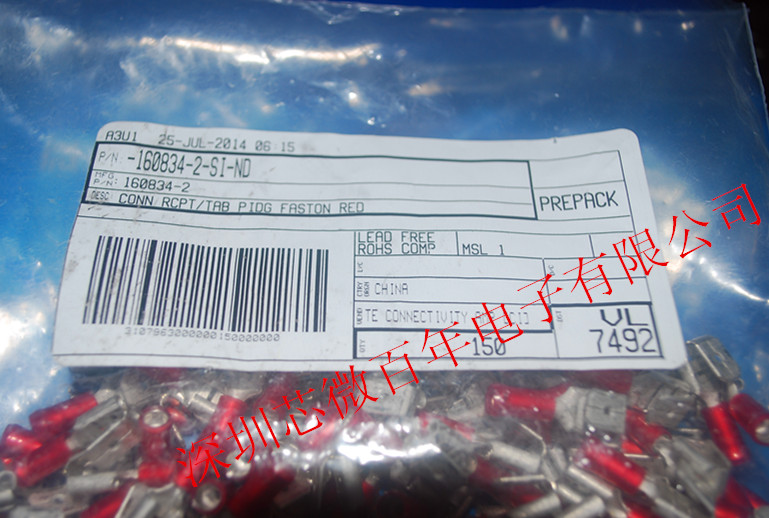 A3V1 25-JUL-2014 06:15
P/N: -160834-2-SI-ND
MFG. P/N: 160834-2
DESC CONN RCPT/TAB PIDG FASTON RED
PREPACK
LEAD FREE
ROHS COMP MSL 1
CHINA
TE CONNECTIVITY
QTY 150
VL
7492
深圳芯微百年电子有限公司